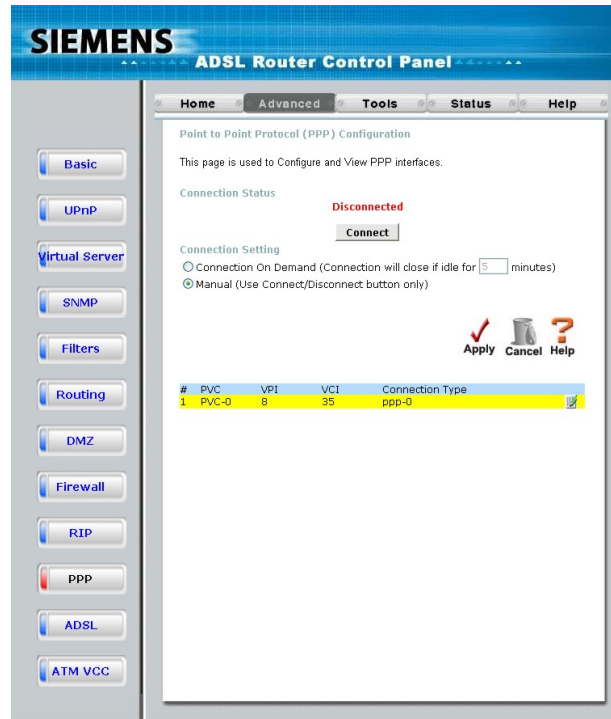 SIEMENS
ADSL Router Control Panel
Home Advanced Tools Status Help
Basic
UPnP
Virtual Server
SNMP
Filters
Routing
DMZ
Firewall
RIP
PPP
ADSL
ATM VCC
Point to Point Protocol (PPP) Configuration
This page is used to Configure and View PPP interfaces.
Connection Status
Disconnected
Connect
Connection Setting
Connection On Demand (Connection will close if idle for 5 minutes)
Manual (Use Connect/Disconnect button only)
Apply Cancel Help
# PVC VPI VCI Connection Type
1 PVC-0 8 35 ppp-0